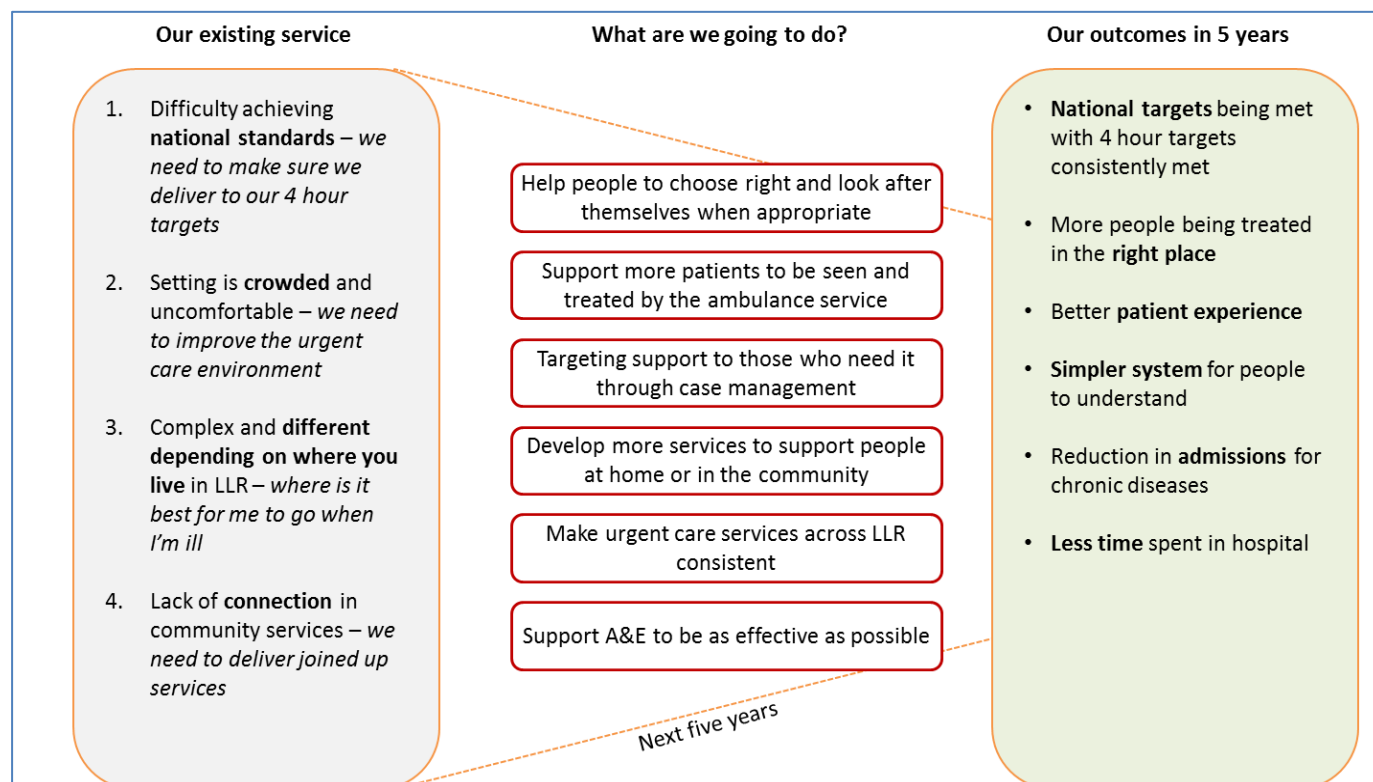 Our existing service
What are we going to do?
Our outcomes in 5 years
1. Difficulty achieving
national standards – we
need to make sure we
deliver to our 4 hour
targets
2. Setting is crowded and
uncomfortable – we need
to improve the urgent
care environment
3. Complex and different
depending on where you
live in LLR – where is it
best for me to go when
I'm ill
4. Lack of connection in
community services – we
need to deliver joined up
services
Help people to choose right and look after
themselves when appropriate
Support more patients to be seen and
treated by the ambulance service
Targeting support to those who need it
through case management
Develop more services to support people
at home or in the community
Make urgent care services across LLR
consistent
Support A&E to be as effective as possible
Next five years
• National targets being met
with 4 hour targets
consistently met
• More people being treated
in the right place
• Better patient experience
• Simpler system for people
to understand
• Reduction in admissions for
chronic diseases
• Less time spent in hospital